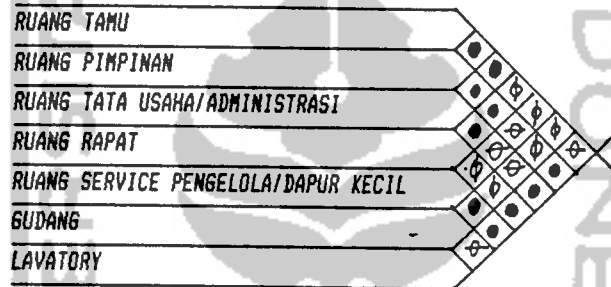 RUANG TAMU
RUANG PIMPINAN
RUANG TATA USAHA/ADMINISTRASI
RUANG RAPAT
RUANG SERVICE PENGELOLA/DAPUR KECIL
GUDANG
LAVATORY